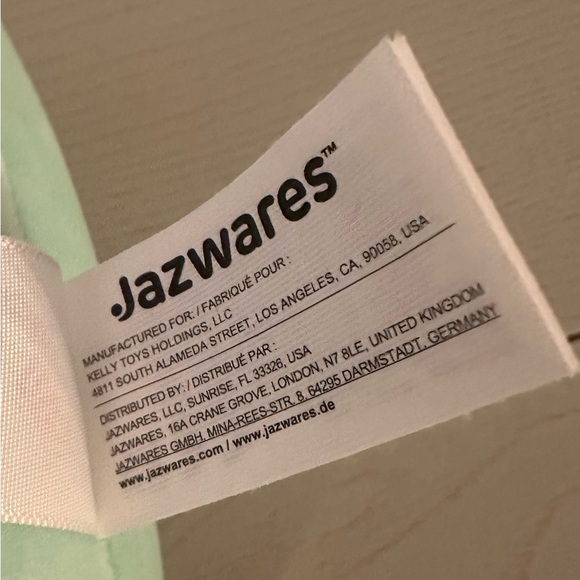 Jazwares™
MANUFACTURED FOR: / FABRIQUÉ POUR :
KELLY TOYS HOLDINGS, LLC
4811 SOUTH ALAMEDA STREET, LOS ANGELES, CA, 90058, USA
DISTRIBUTED BY: / DISTRIBUÉ PAR :
JAZWARES, LLC, SUNRISE, FL 33326, USA
JAZWARES, 16A CRANE GROVE, LONDON, N7 8LE, UNITED KINGDOM
JAZWARES GMBH, MINA-REES-STR. 8, 64295 DARMSTADT, GERMANY
www.jazwares.com / www.jazwares.de